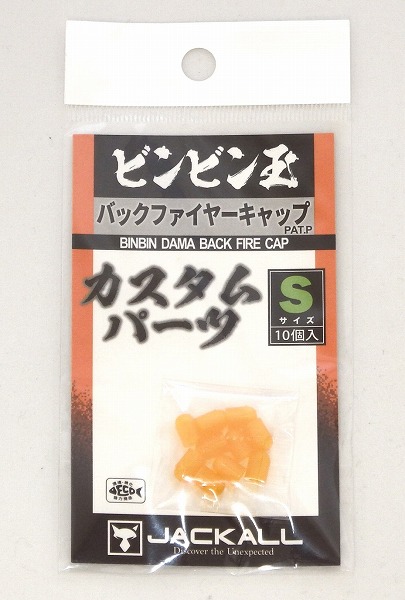 ビンビン玉
バックファイヤーキャップ
PAT.P
BINBIN DAMA BACK FIRE CAP
カスタム
パーツ
S
サイズ
10個入
ECO
JACKALL
Discover the Unexpected